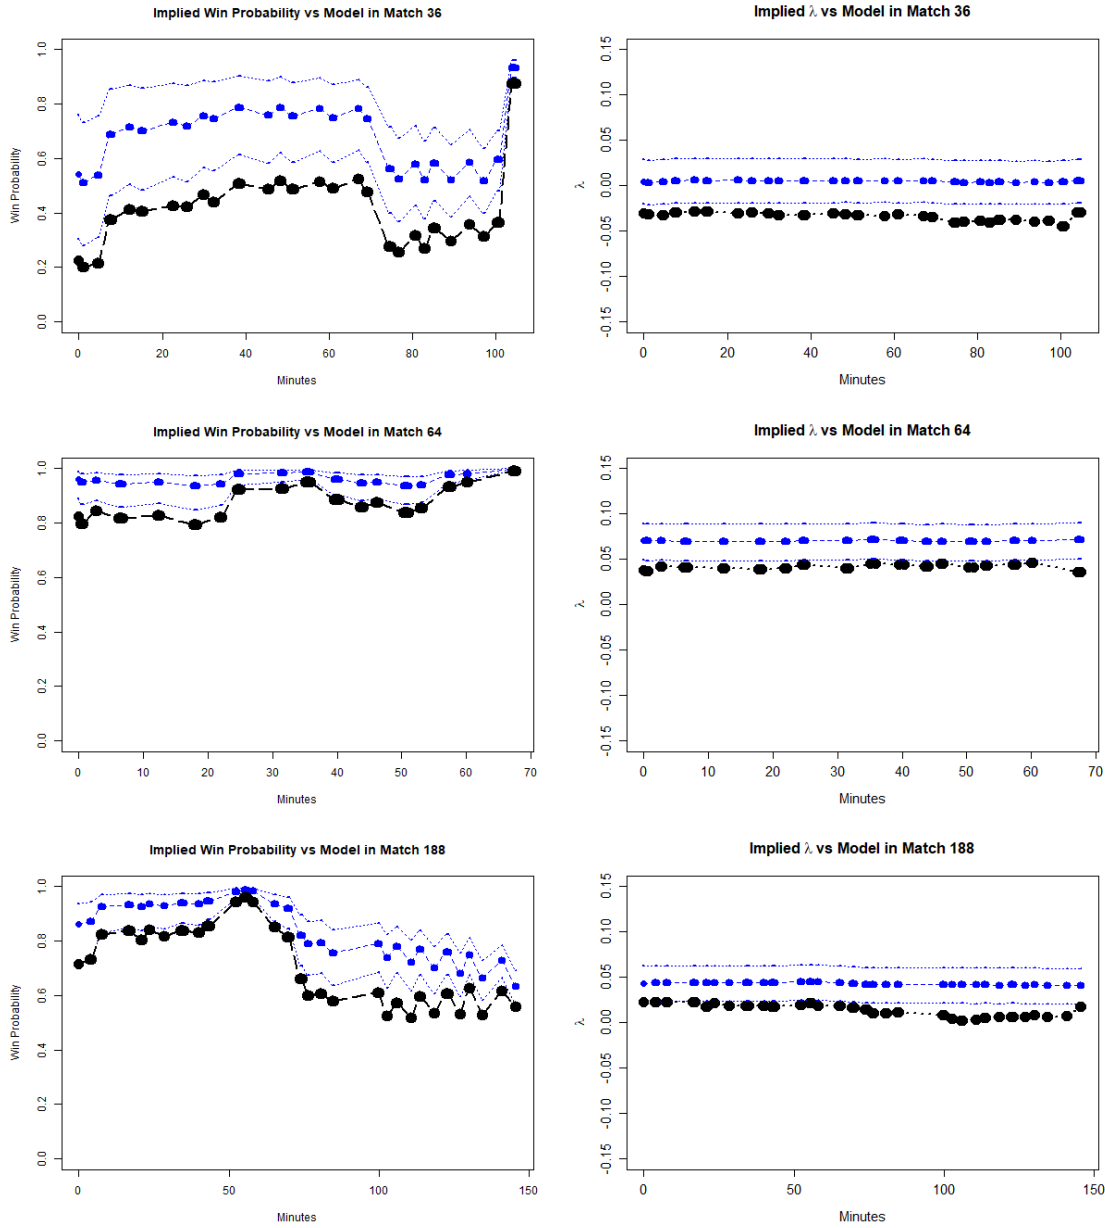 Implied Win Probability vs Model in Match 36
Win Probability
1.0
0.8
0.6
0.4
0.2
0.0
0 20 40 60 80 100
Minutes
Implied λ vs Model in Match 36
λ
0.15
0.10
0.05
0.00
-0.05
-0.10
-0.15
0 20 40 60 80 100
Minutes
Implied Win Probability vs Model in Match 64
Win Probability
1.0
0.8
0.6
0.4
0.2
0.0
0 10 20 30 40 50 60 70
Minutes
Implied λ vs Model in Match 64
λ
0.15
0.10
0.05
0.00
-0.05
-0.10
-0.15
0 10 20 30 40 50 60 70
Minutes
Implied Win Probability vs Model in Match 188
Win Probability
1.0
0.8
0.6
0.4
0.2
0.0
0 50 100 150
Minutes
Implied λ vs Model in Match 188
λ
0.15
0.10
0.05
0.00
-0.05
-0.10
-0.15
0 50 100 150
Minutes